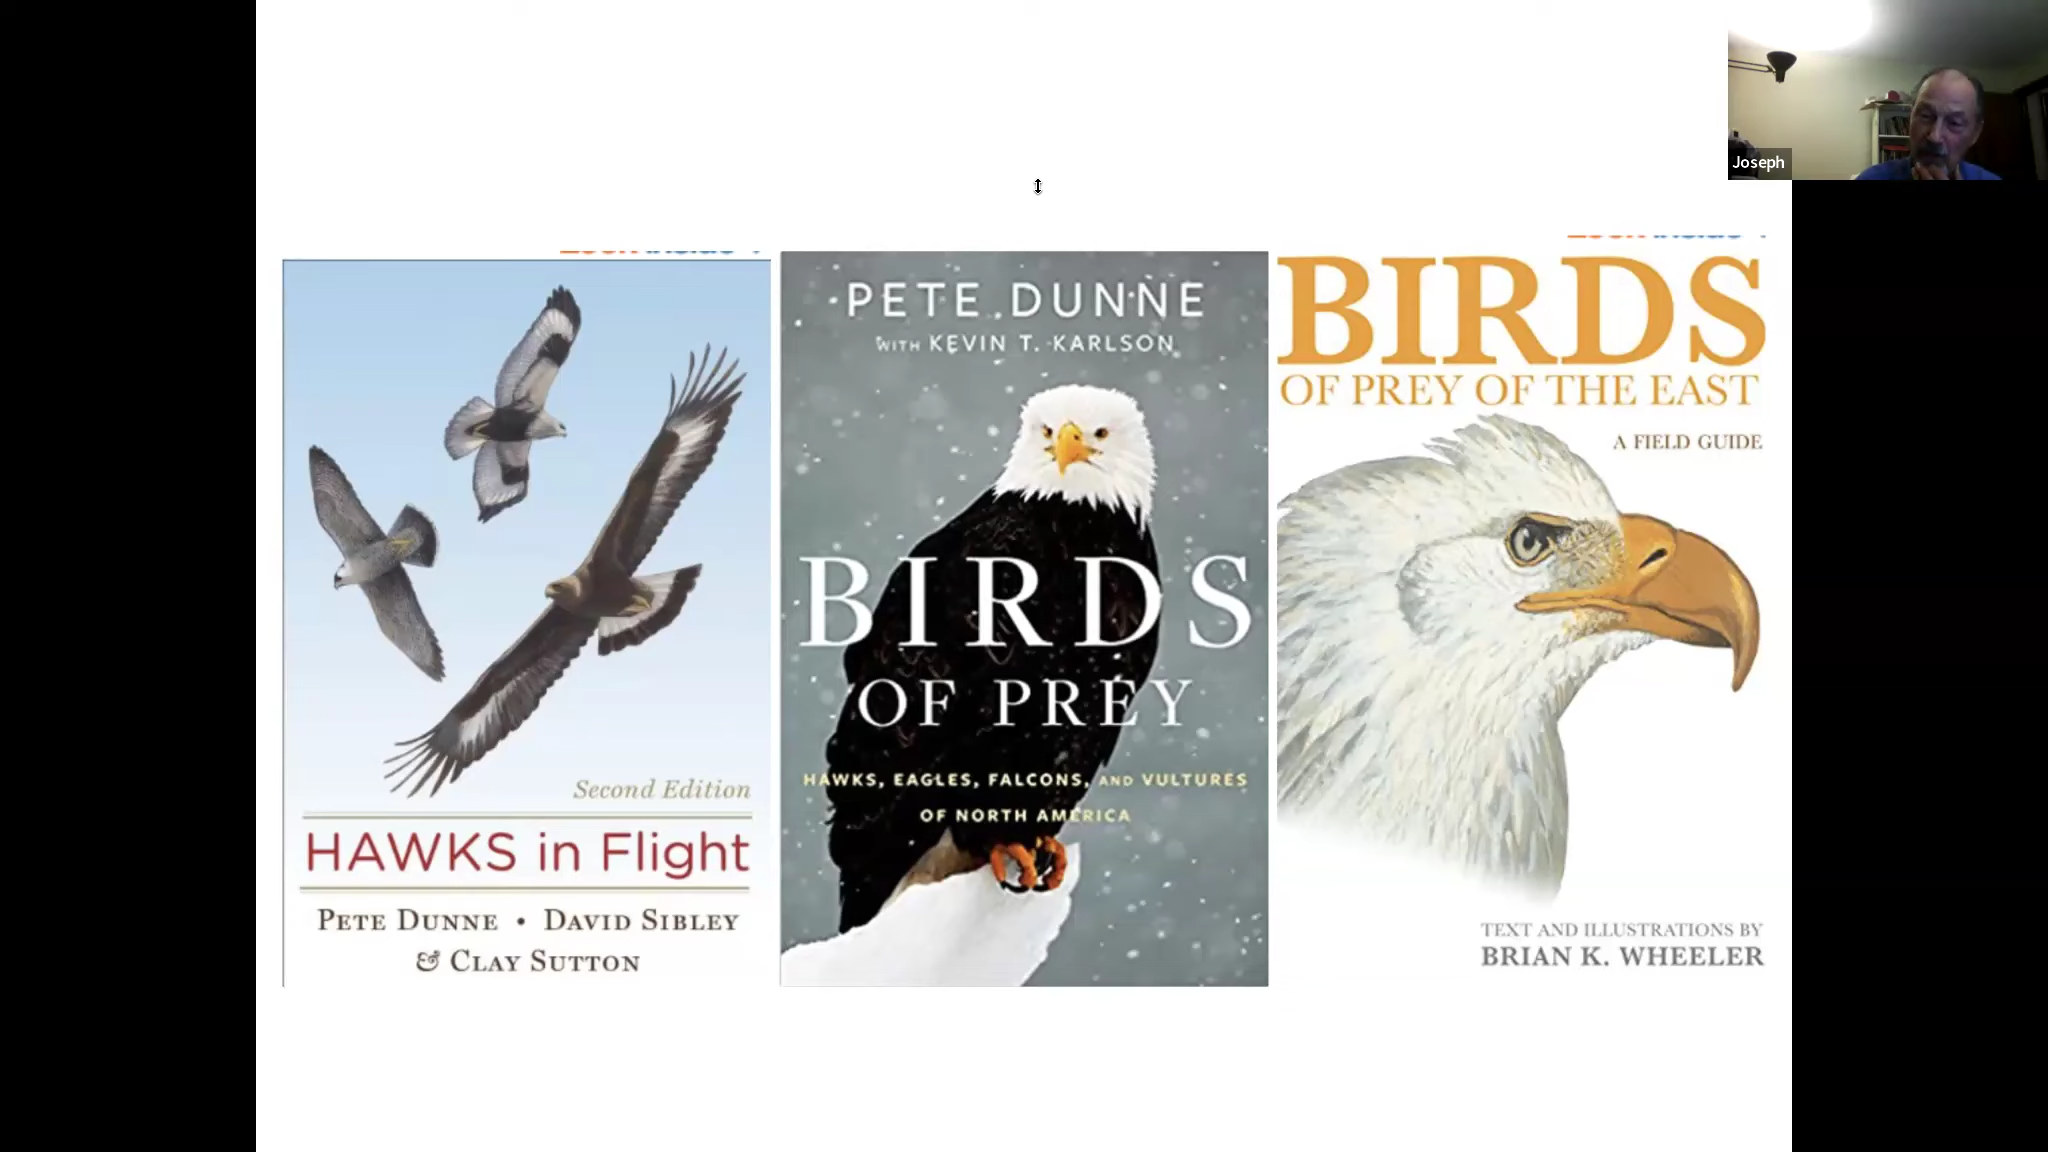 Joseph
Second Edition
HAWKS in Flight
PETE DUNNE • DAVID SIBLEY
& CLAY SUTTON
PETE DUNNE
WITH KEVIN T. KARLSON
BIRDS
OF PREY
HAWKS, EAGLES, FALCONS, AND VULTURES
OF NORTH AMERICA
BIRDS
OF PREY OF THE EAST
A FIELD GUIDE
TEXT AND ILLUSTRATIONS BY
BRIAN K. WHEELER